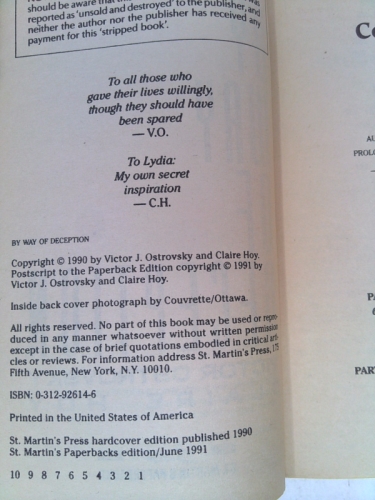 should be aware that
reported as 'unsold and destroyed' to the publisher, and
neither the author nor the publisher has received any
payment for this 'stripped book'.
To all those who
gave their lives willingly,
though they should have
been spared
— V.O.
To Lydia:
My own secret
inspiration
— C.H.
BY WAY OF DECEPTION
Copyright © 1990 by Victor J. Ostrovsky and Claire Hoy.
Postscript to the Paperback Edition copyright © 1991 by
Victor J. Ostrovsky and Claire Hoy.
Inside back cover photograph by Couvrette/Ottawa.
All rights reserved. No part of this book may be used or repro-
duced in any manner whatsoever without written permission
except in the case of brief quotations embodied in critical arti-
cles or reviews. For information address St. Martin's Press, 175
Fifth Avenue, New York, N.Y. 10010.
ISBN: 0-312-92614-6
Printed in the United States of America
St. Martin's Press hardcover edition published 1990
St. Martin's Paperbacks edition/June 1991
10 9 8 7 6 5 4 3 2 1
Co
AU
PROLO
PA
PART